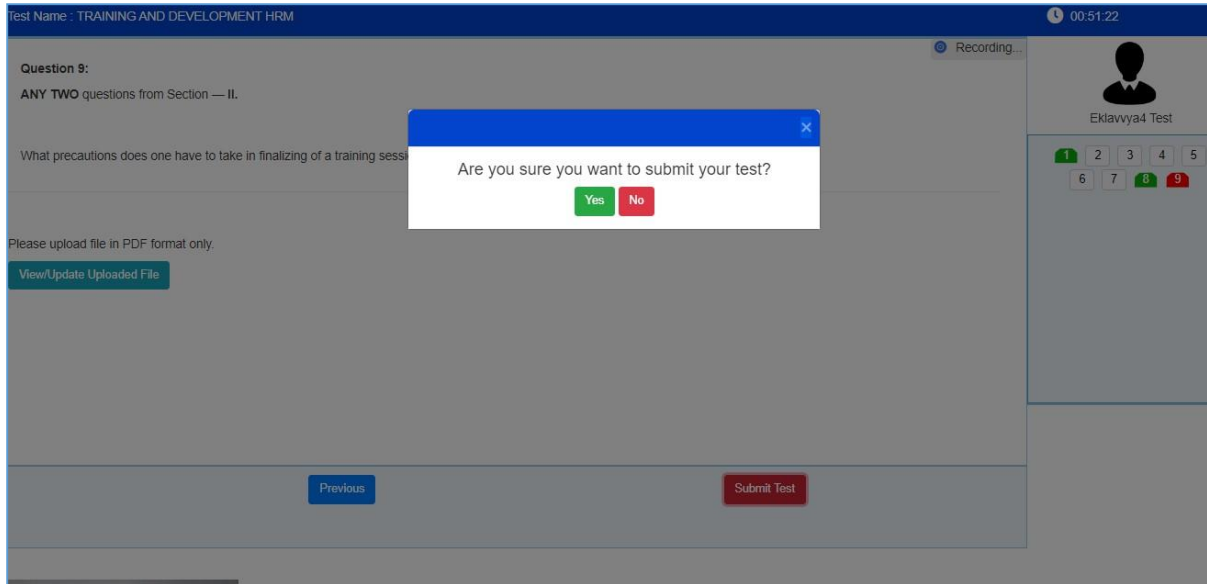 Test Name : TRAINING AND DEVELOPMENT HRM
00:51:22
Recording...
Question 9:
ANY TWO questions from Section — II.
Eklavvya4 Test
What precautions does one have to take in finalizing of a training
×
Are you sure you want to submit your test?
Yes No
1 2 3 4 5
6 7 8 9
Please upload file in PDF format only.
View/Update Uploaded File
Previous
Submit Test